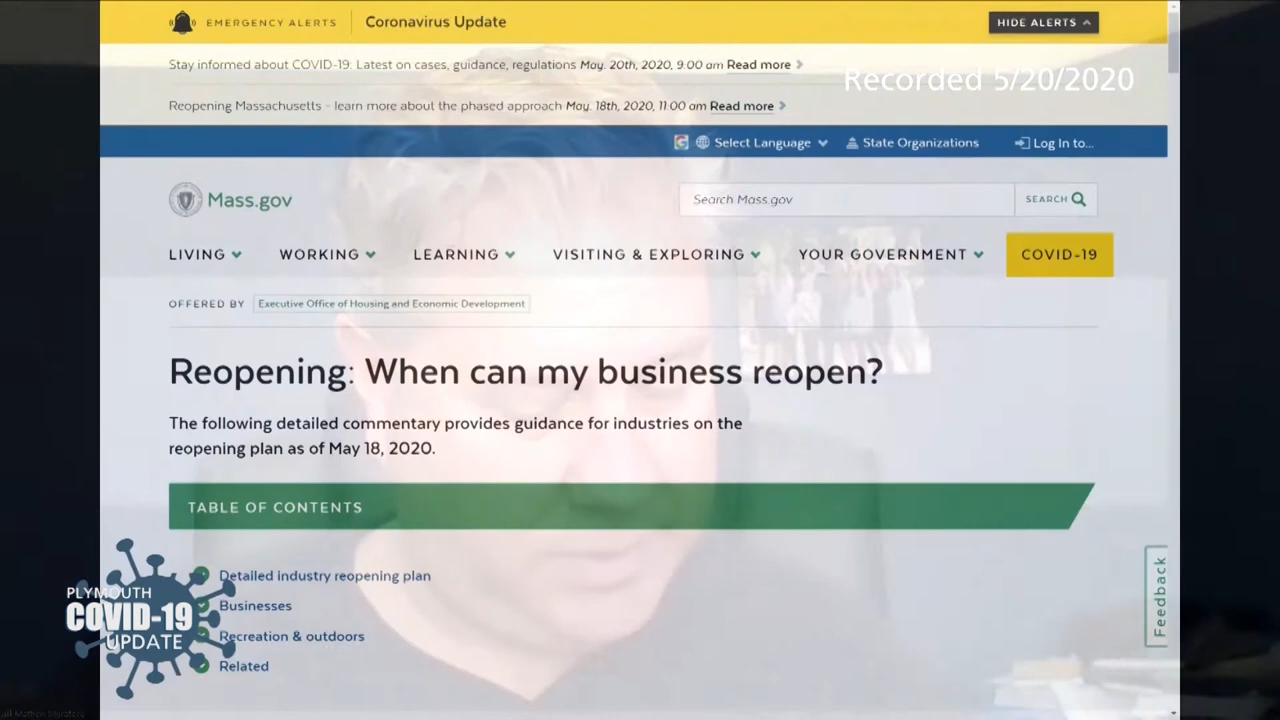 EMERGENCY ALERTS
Coronavirus Update
HIDE ALERTS
Stay informed about COVID-19: Latest on cases, guidance, regulations May. 20th, 2020, 9:00 am Read more
Recorded 5/20/2020
Reopening Massachusetts - learn more about the phased approach May. 18th, 2020, 11:00 am Read more
Select Language
State Organizations
Log In to...
Mass.gov
Search Mass.gov
SEARCH
LIVING
WORKING
LEARNING
VISITING & EXPLORING
YOUR GOVERNMENT
COVID-19
OFFERED BY Executive Office of Housing and Economic Development
Reopening: When can my business reopen?
The following detailed commentary provides guidance for industries on the
reopening plan as of May 18, 2020.
TABLE OF CONTENTS
Detailed industry reopening plan
Businesses
Recreation & outdoors
Related
Feedback
PLYMOUTH
COVID-19
UPDATE